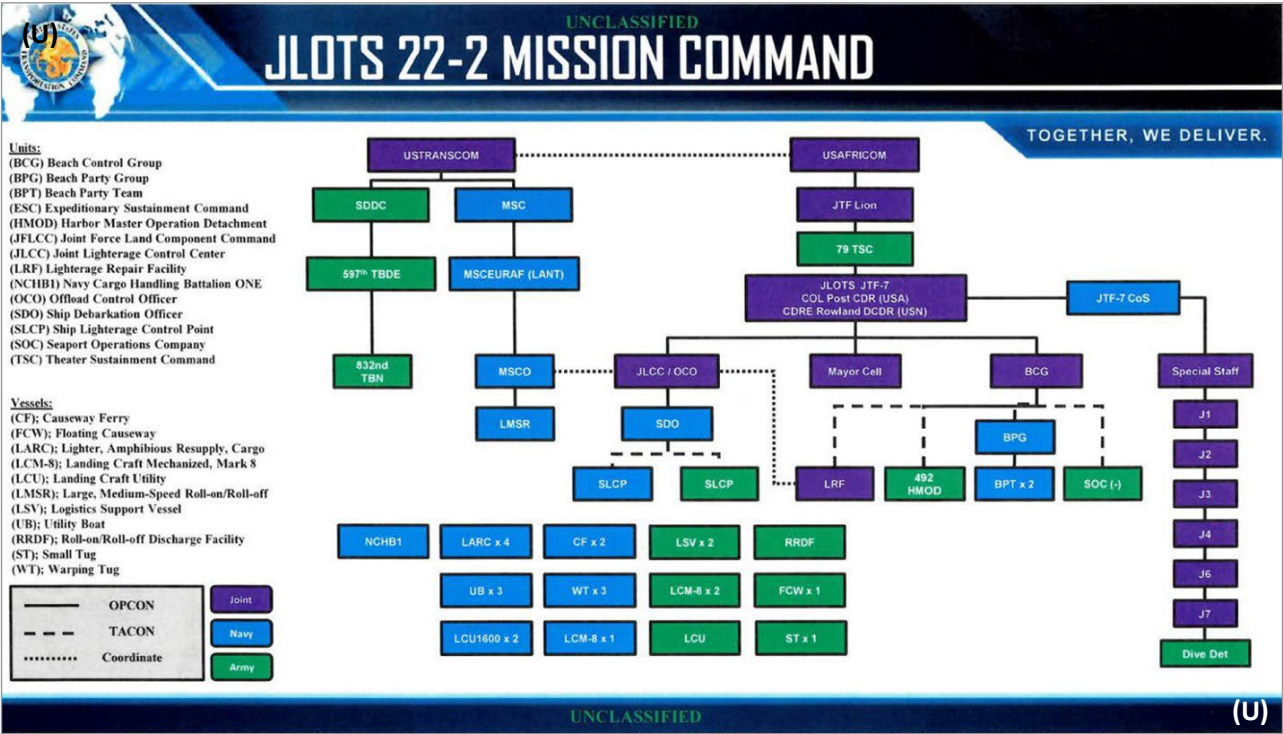 (U)
UNCLASSIFIED
JLOTS 22-2 MISSION COMMAND
TOGETHER, WE DELIVER.
Units:
(BCG) Beach Control Group
(BPG) Beach Party Group
(BPT) Beach Party Team
(ESC) Expeditionary Sustainment Command
(HMOD) Harbor Master Operation Detachment
(JFLCC) Joint Force Land Component Command
(JLCC) Joint Lighterage Control Center
(LRF) Lighterage Repair Facility
(NCHB1) Navy Cargo Handling Battalion ONE
(OCO) Offload Control Officer
(SDO) Ship Debarkation Officer
(SLCP) Ship Lighterage Control Point
(SOC) Seaport Operations Company
(TSC) Theater Sustainment Command
Vessels:
(CF); Causeway Ferry
(FCW); Floating Causeway
(LARC); Lighter, Amphibious Resupply, Cargo
(LCM-8); Landing Craft Mechanized, Mark 8
(LCU); Landing Craft Utility
(LMSR); Large, Medium-Speed Roll-on/Roll-off
(LSV); Logistics Support Vessel
(UB); Utility Boat
(RRDF); Roll-on/Roll-off Discharge Facility
(ST); Small Tug
(WT); Warping Tug
OPCON
TACON
Coordinate
Joint
Navy
Army
USTRANSCOM
USAFRICOM
SDDC
MSC
JTF Lion
79 TSC
597th TBDE
MSCEURAF (LANT)
JLOTS JTF-7
COL Post CDR (USA)
CDRE Rowland DCDR (USN)
JTF-7 CoS
832nd
TBN
MSCO
JLCC / OCO
Mayor Cell
BCG
Special Staff
LMSR
SDO
BPG
SLCP
SLCP
LRF
492
HMOD
BPT x 2
SOC (-)
J1
J2
J3
J4
J6
J7
Dive Det
NCHB1
LARC x 4
CF x 2
LSV x 2
RRDF
UB x 3
WT x 3
LCM-8 x 2
FCW x 1
LCU1600 x 2
LCM-8 x 1
LCU
ST x 1
UNCLASSIFIED
(U)